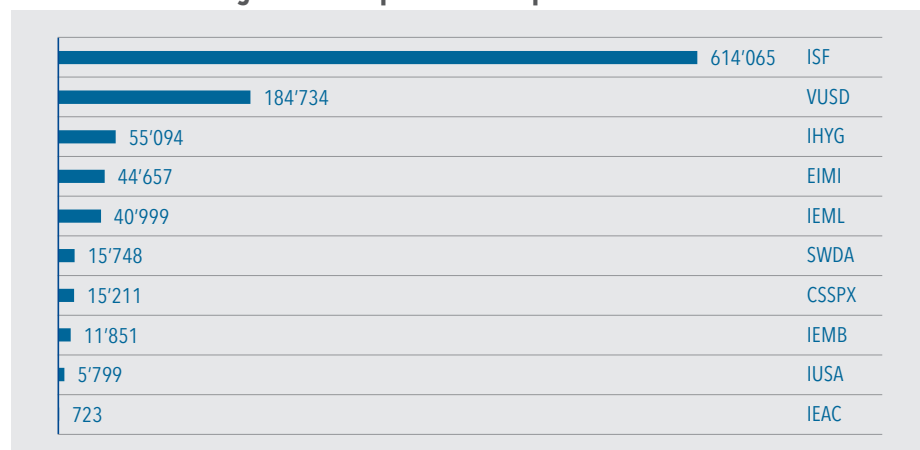 614’065 ISF
184’734 VUSD
55’094 IHYG
44’657 EIMI
40’999 IEML
15’748 SWDA
15’211 CSSPX
11’851 IEMB
5’799 IUSA
723 IEAC